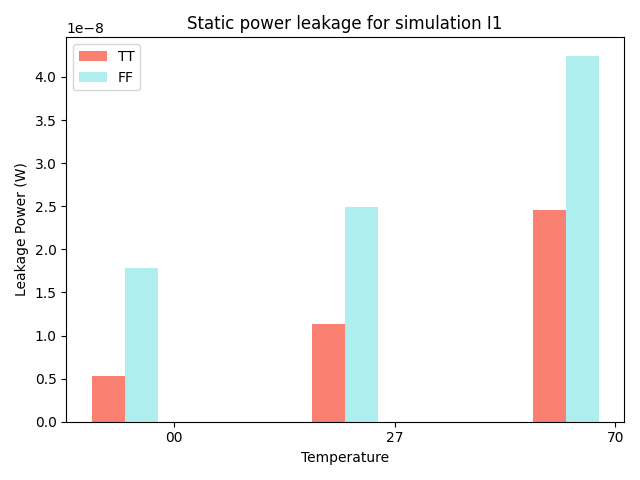 Static power leakage for simulation I1
1e−8
TT
FF
4.0
3.5
3.0
2.5
2.0
1.5
1.0
0.5
0.0
Leakage Power (W)
00
27
70
Temperature